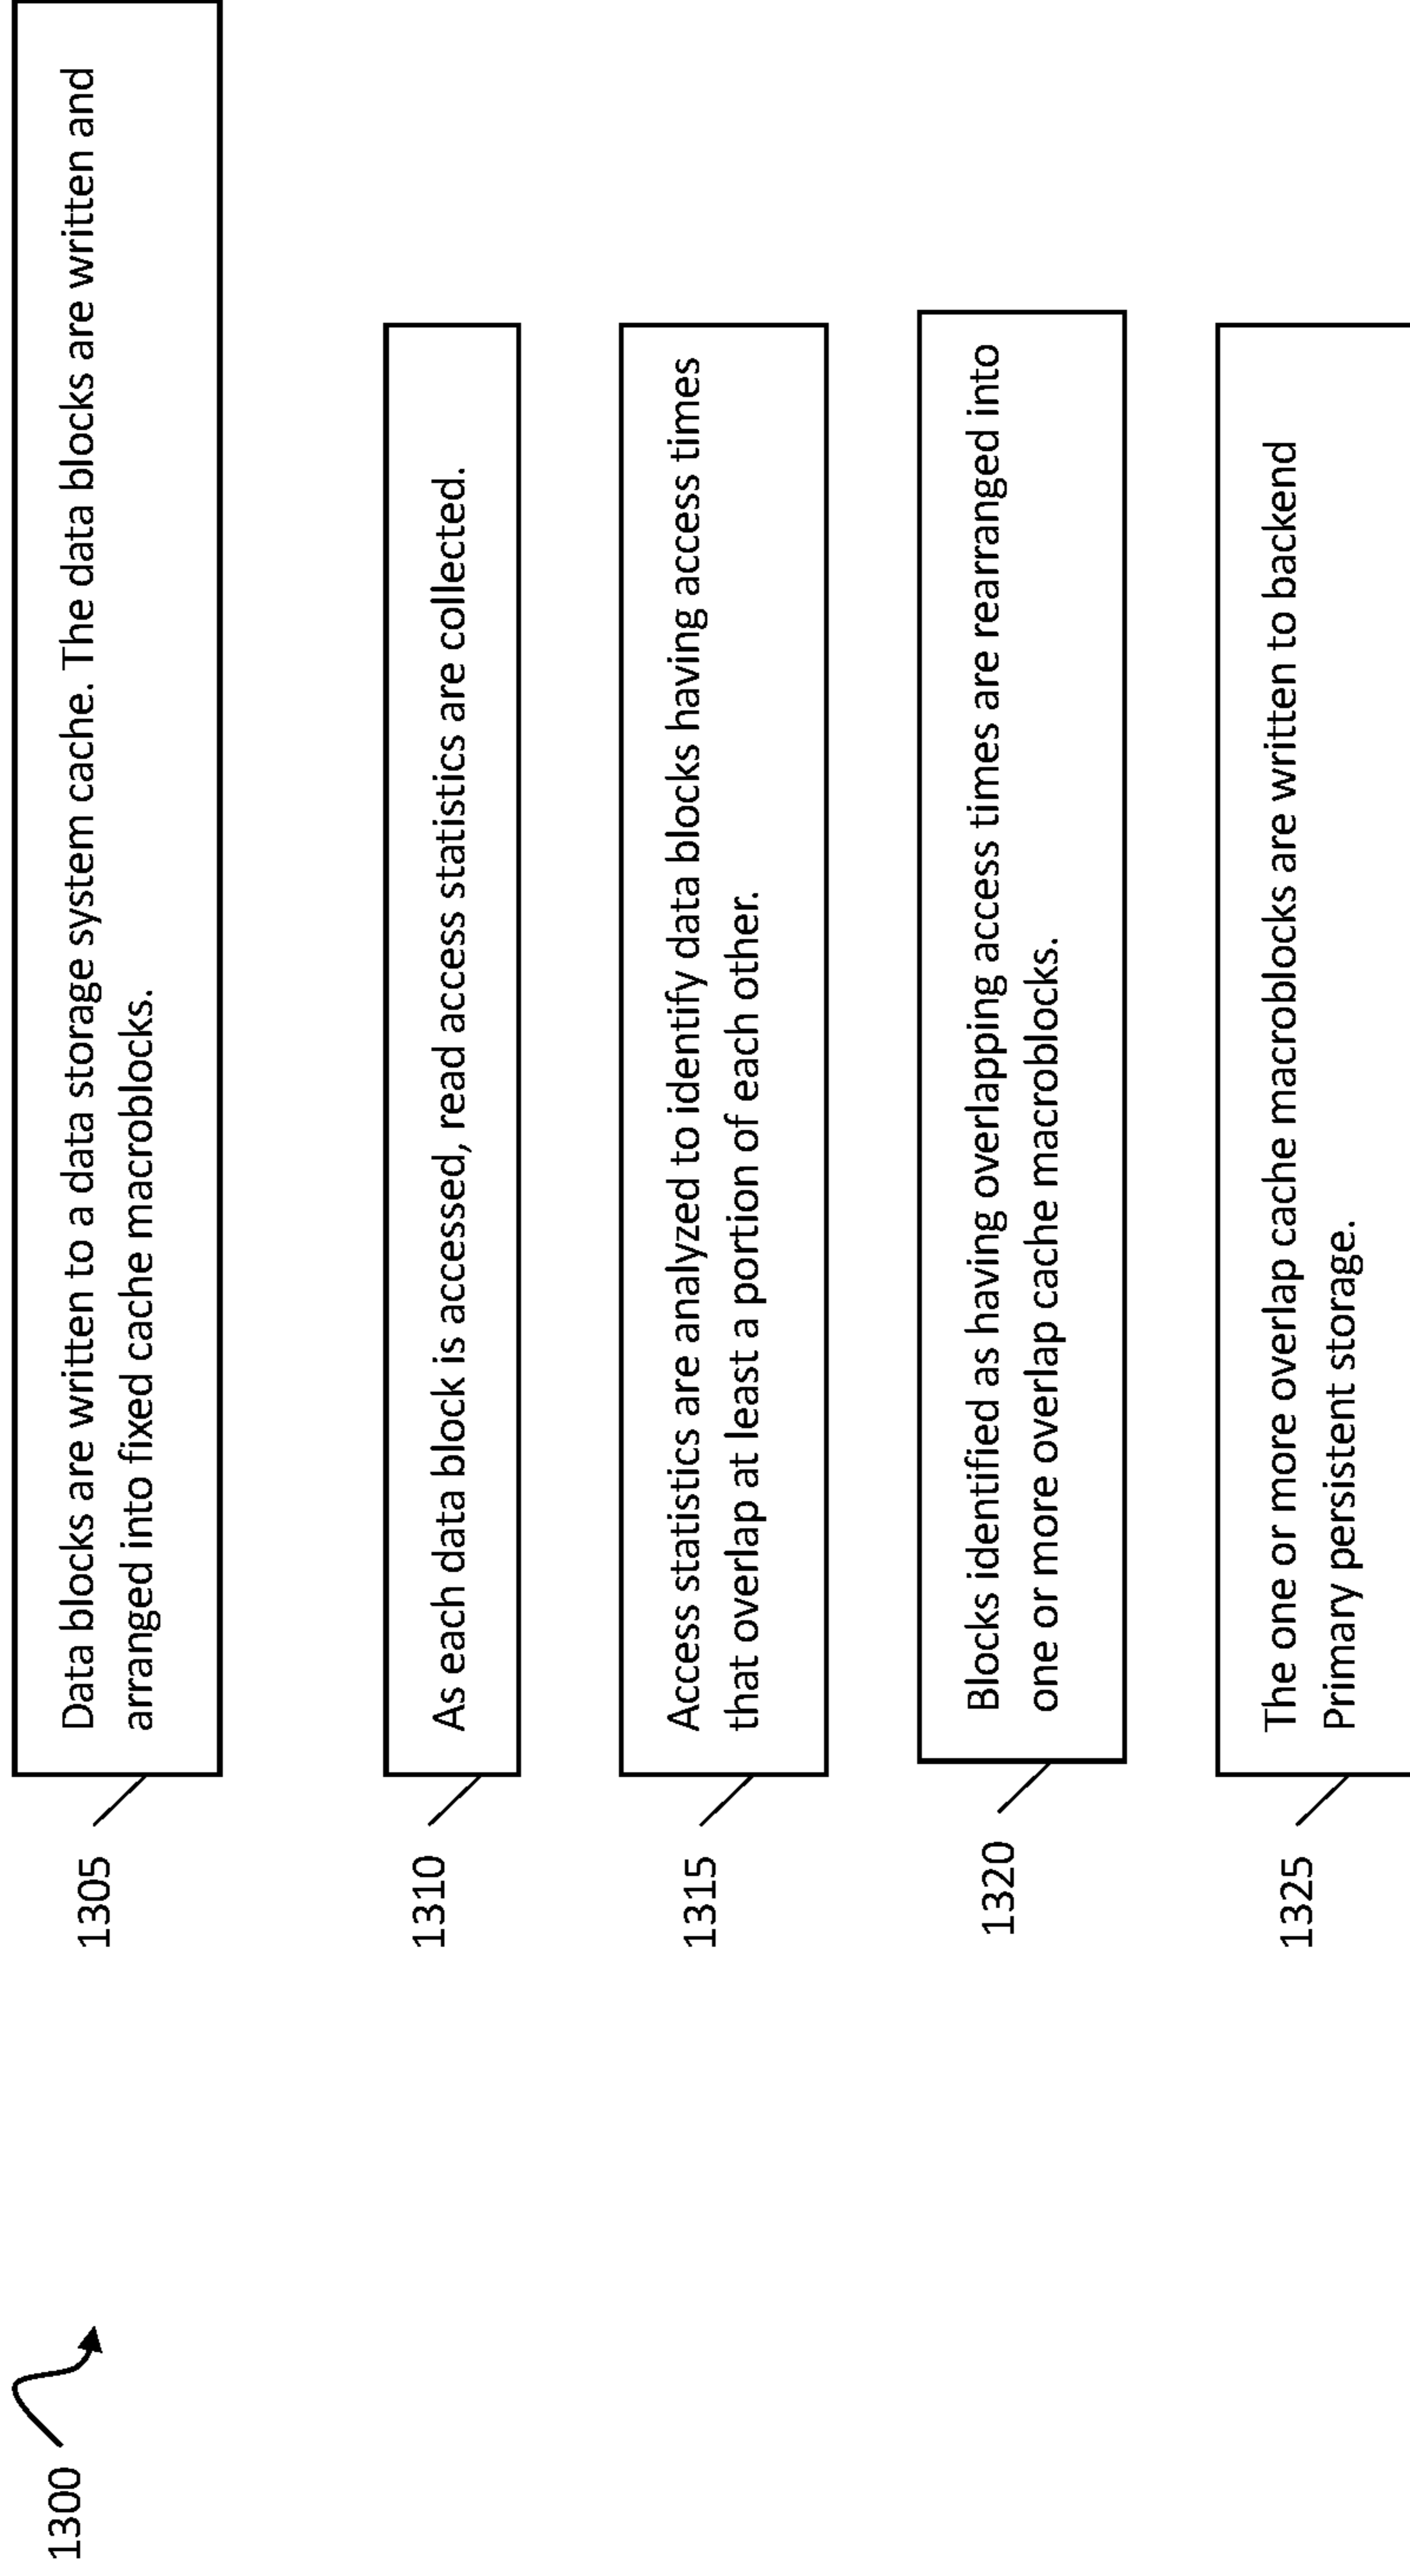 1300
1305
Data blocks are written to a data storage system cache. The data blocks are written and
arranged into fixed cache macroblocks.
1310
As each data block is accessed, read access statistics are collected.
1315
Access statistics are analyzed to identify data blocks having access times
that overlap at least a portion of each other.
1320
Blocks identified as having overlapping access times are rearranged into
one or more overlap cache macroblocks.
1325
The one or more overlap cache macroblocks are written to backend
Primary persistent storage.